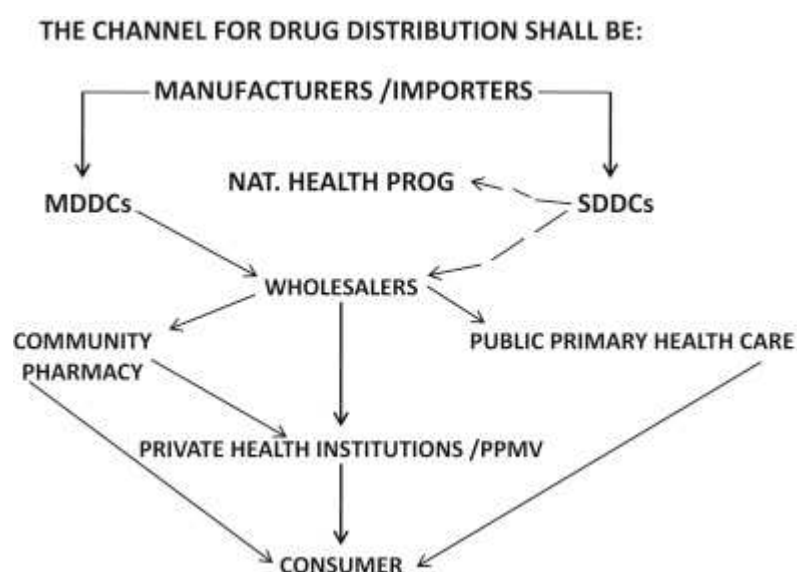 THE CHANNEL FOR DRUG DISTRIBUTION SHALL BE:
MANUFACTURERS /IMPORTERS
NAT. HEALTH PROG
MDDCs
SDDCs
WHOLESALERS
COMMUNITY
PHARMACY
PUBLIC PRIMARY HEALTH CARE
PRIVATE HEALTH INSTITUTIONS /PPMV
CONSUMER